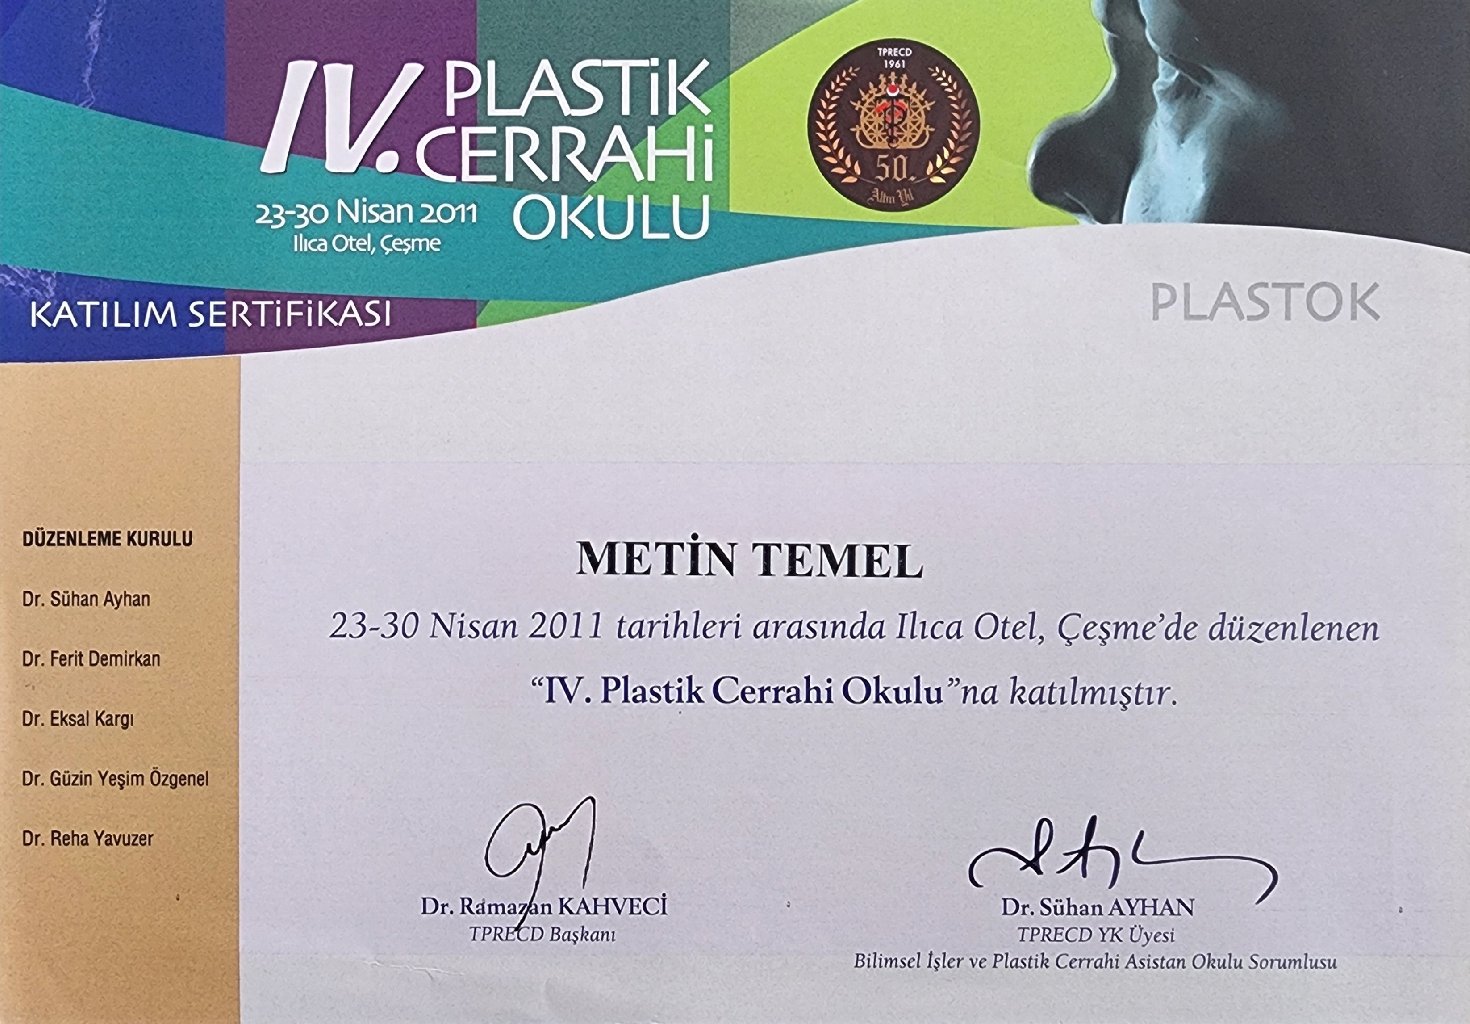 IV. PLASTİK
CERRAHİ
OKULU
23-30 Nisan 2011
Ilıca Otel, Çeşme
TPRECD
1961
50.
Altın Yıl
KATILIM SERTİFİKASI
PLASTOK
DÜZENLEME KURULU
Dr. Sühan Ayhan
Dr. Ferit Demirkan
Dr. Eksal Kargı
Dr. Güzin Yeşim Özgenel
Dr. Reha Yavuzer
METİN TEMEL
23-30 Nisan 2011 tarihleri arasında Ilıca Otel, Çeşme’de düzenlenen
“IV. Plastik Cerrahi Okulu”na katılmıştır.
Dr. Ramazan KAHVECİ
TPRECD Başkanı
Dr. Sühan AYHAN
TPRECD YK Üyesi
Bilimsel İşler ve Plastik Cerrahi Asistan Okulu Sorumlusu